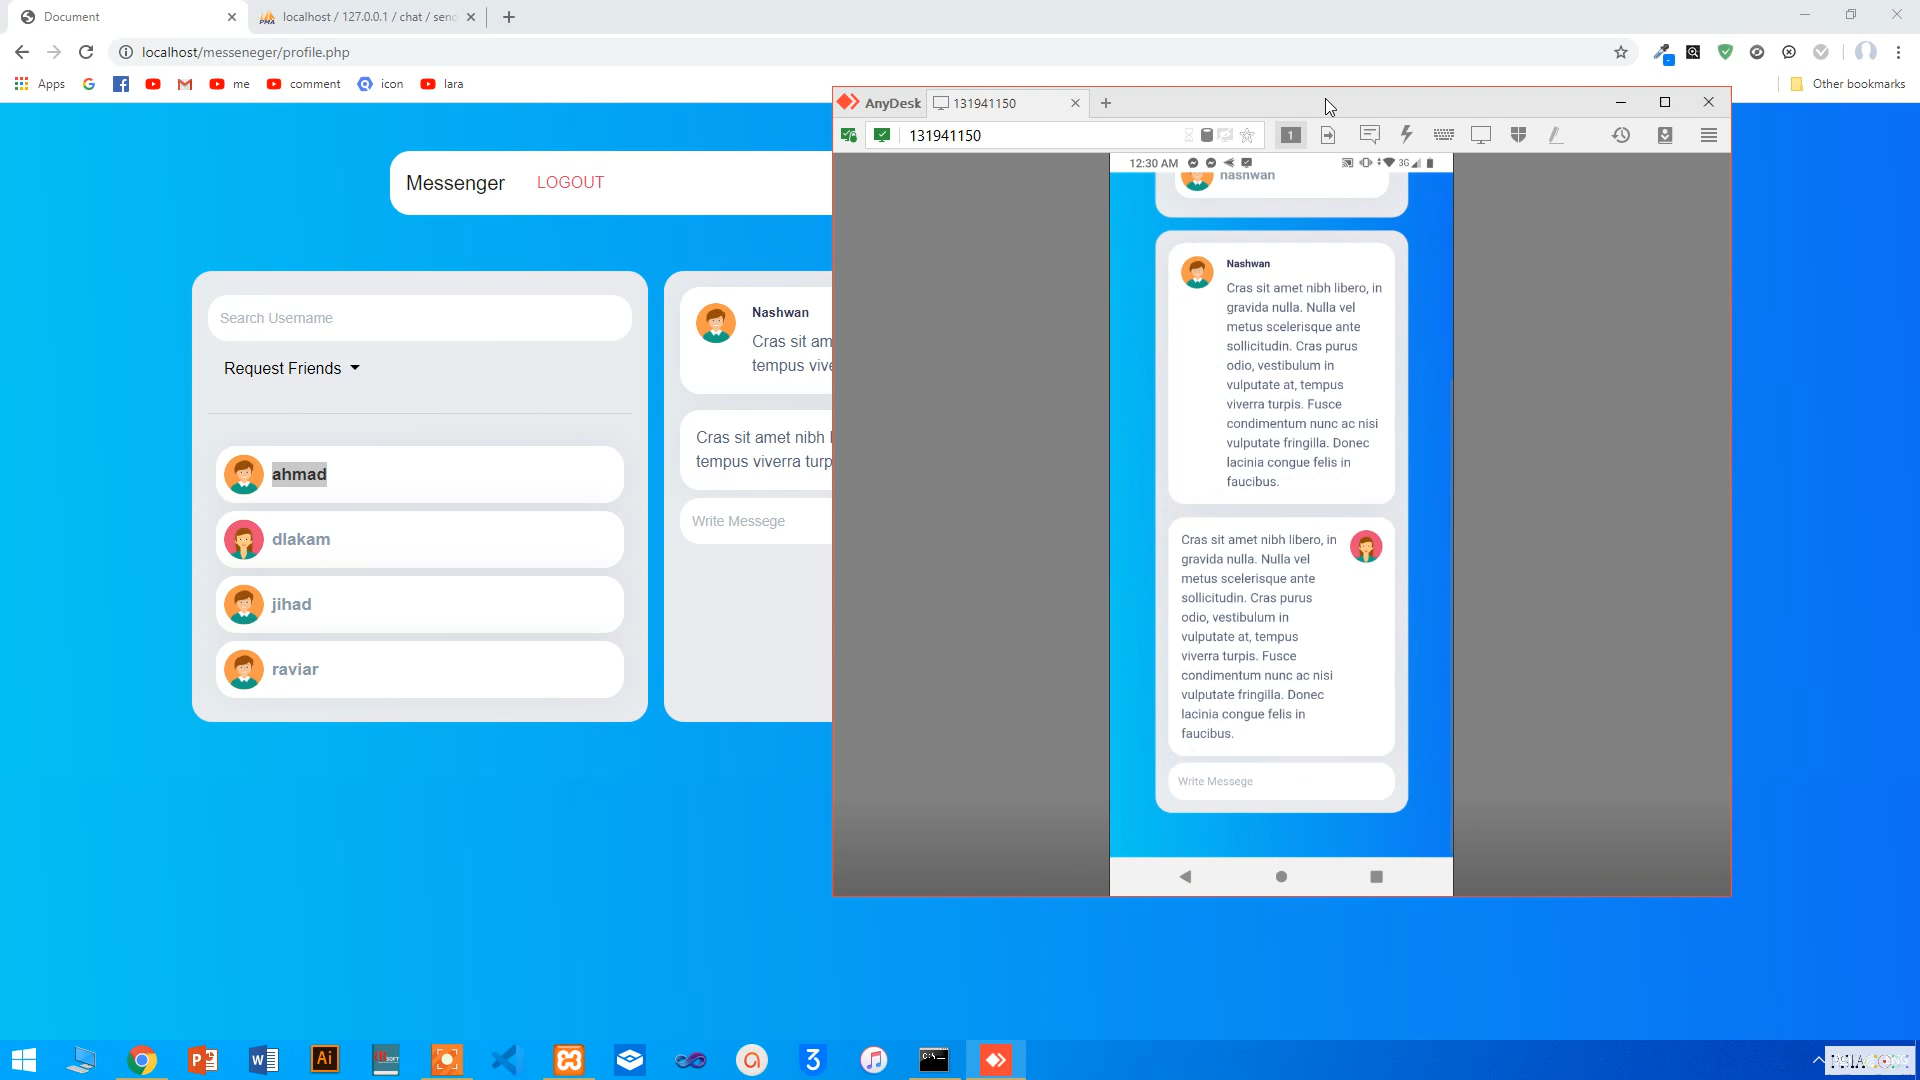 Document
localhost / 127.0.0.1 / chat / send
localhost/messeneger/profile.php
Apps
me
comment
icon
lara
Other bookmarks
AnyDesk
131941150
131941150
1
Messenger
LOGOUT
Search Username
Request Friends
ahmad
dlakam
jihad
raviar
Nashwan
Cras sit am
tempus vive
Cras sit amet nibh l
tempus viverra turp
Write Messege
12:30 AM
3G
nashwan
Nashwan
Cras sit amet nibh libero, in
gravida nulla. Nulla vel
metus scelerisque ante
sollicitudin. Cras purus
odio, vestibulum in
vulputate at, tempus
viverra turpis. Fusce
condimentum nunc ac nisi
vulputate fringilla. Donec
lacinia congue felis in
faucibus.
Cras sit amet nibh libero, in
gravida nulla. Nulla vel
metus scelerisque ante
sollicitudin. Cras purus
odio, vestibulum in
vulputate at, tempus
viverra turpis. Fusce
condimentum nunc ac nisi
vulputate fringilla. Donec
lacinia congue felis in
faucibus.
Write Messege